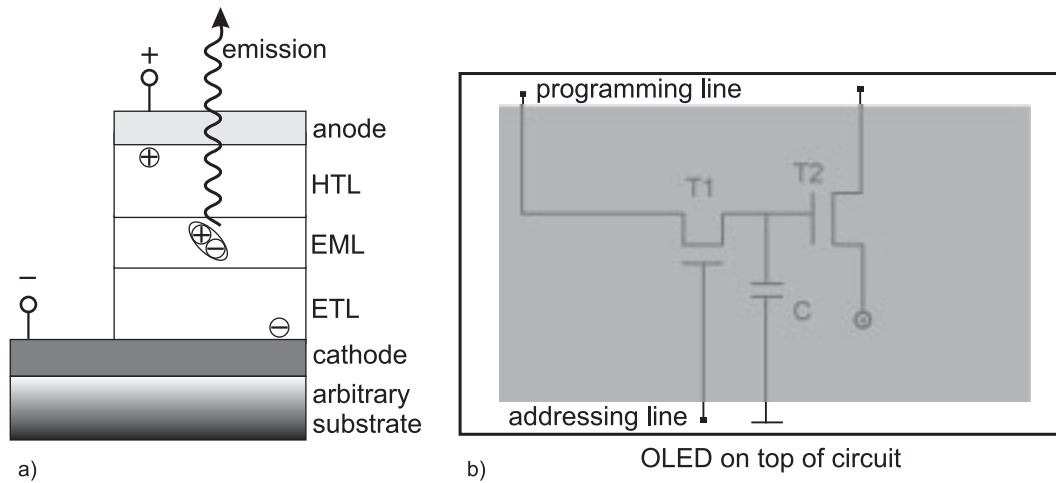 +
emission
anode
HTL
EML
ETL
−
cathode
arbitrary
substrate
a)
programming line
T1
T2
C
addressing line
b)
OLED on top of circuit